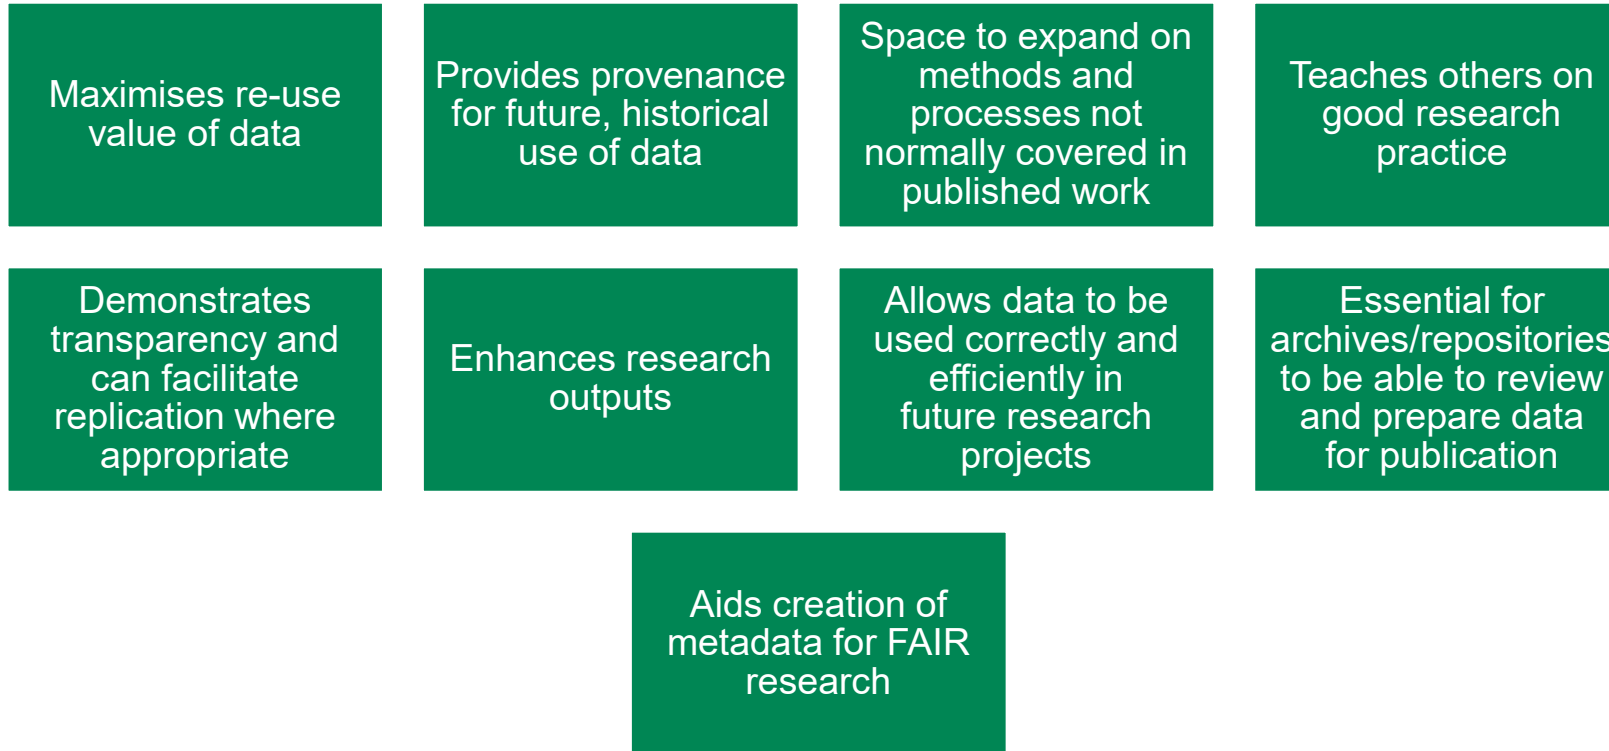 Maximises re-use
value of data
Provides provenance
for future, historical
use of data
Space to expand on
methods and
processes not
normally covered in
published work
Teaches others on
good research
practice
Demonstrates
transparency and
can facilitate
replication where
appropriate
Enhances research
outputs
Allows data to be
used correctly and
efficiently in
future research
projects
Essential for
archives/repositories
to be able to review
and prepare data
for publication
Aids creation of
metadata for FAIR
research